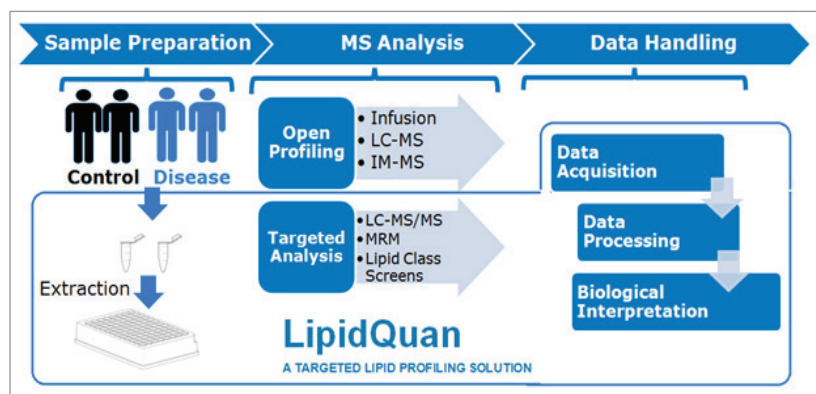 Sample Preparation
MS Analysis
Data Handling
Control Disease
Extraction
Open
Profiling
• Infusion
• LC-MS
• IM-MS
Targeted
Analysis
•LC-MS/MS
•MRM
•Lipid Class
Screens
LipidQuan
A TARGETED LIPID PROFILING SOLUTION
Data
Acquisition
Data
Processing
Biological
Interpretation